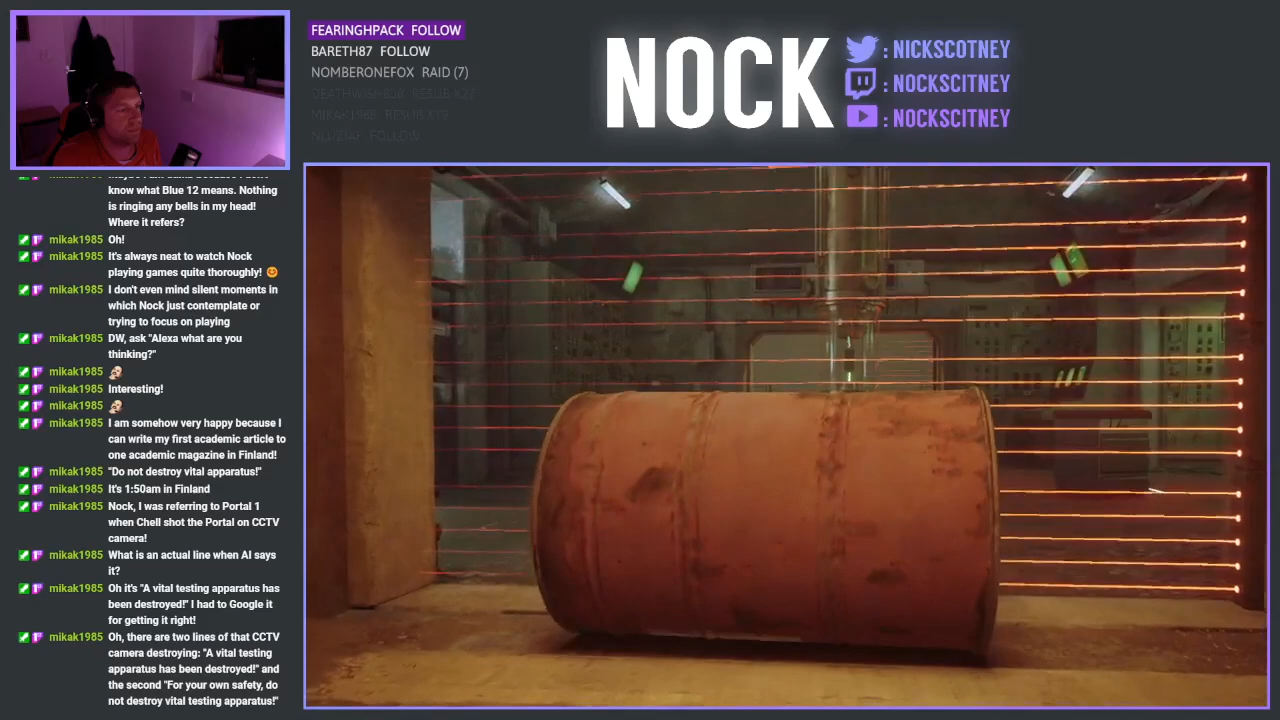 FEARINGHPACK FOLLOW
BARETH87 FOLLOW
NOMBERONEFOX RAID (7)
MIKAK1985 RESUB X19
FOLLOW
NOCK
: NICKSCOTNEY
: NOCKSCITNEY
: NOCKSCITNEY
know what Blue 12 means. Nothing
is ringing any bells in my head!
Where it refers?
mikak1985 Oh!
mikak1985 It's always neat to watch Nock
playing games quite thoroughly!
mikak1985 I don't even mind silent moments in
which Nock just contemplate or
trying to focus on playing
mikak1985 DW, ask "Alexa what are you
thinking?"
mikak1985
mikak1985 Interesting!
mikak1985
mikak1985 I am somehow very happy because I
can write my first academic article to
one academic magazine in Finland!
mikak1985 "Do not destroy vital apparatus!"
mikak1985 It's 1:50am in Finland
mikak1985 Nock, I was referring to Portal 1
when Chell shot the Portal on CCTV
camera!
mikak1985 What is an actual line when AI says
it?
mikak1985 Oh it's "A vital testing apparatus has
been destroyed!" I had to Google it
for getting it right!
mikak1985 Oh, there are two lines of that CCTV
camera destroying: "A vital testing
apparatus has been destroyed!" and
the second "For your own safety, do
not destroy vital testing apparatus!"